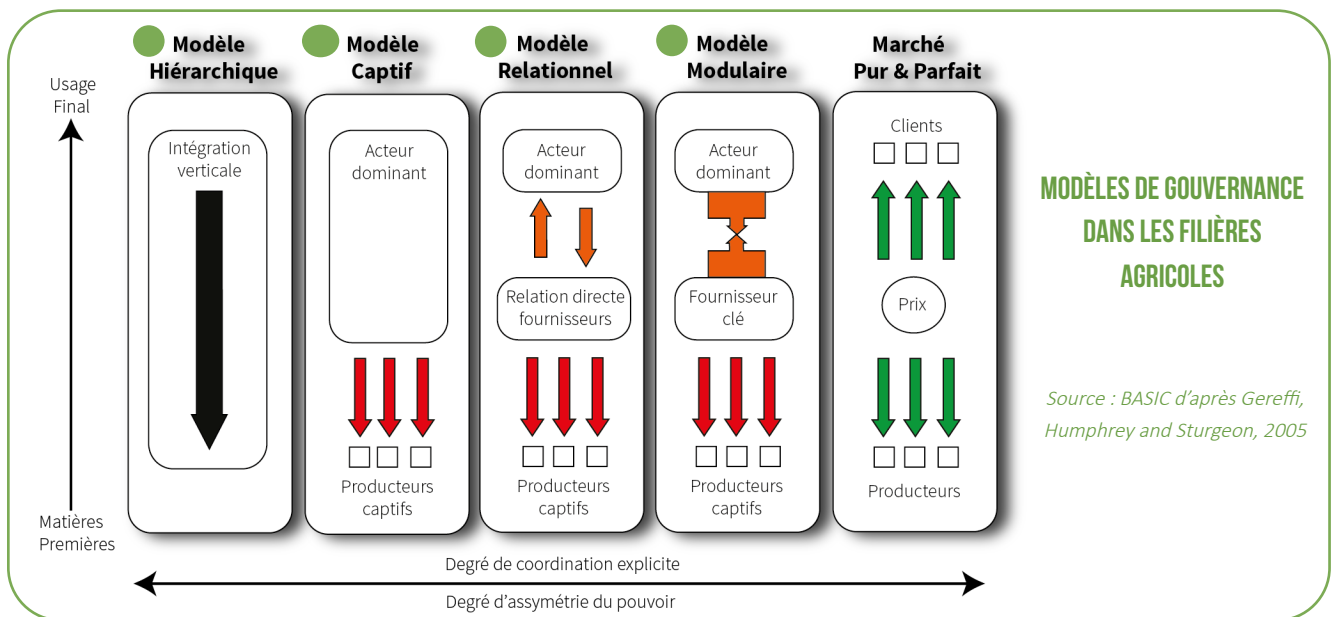 Modèle
Hiérarchique
Modèle
Captif
Modèle
Relationnel
Modèle
Modulaire
Marché
Pur & Parfait
Usage
Final
Matières
Premières
Intégration
verticale
Acteur
dominant
Producteurs
captifs
Acteur
dominant
Relation directe
fournisseurs
Producteurs
captifs
Acteur
dominant
Fournisseur
clé
Producteurs
captifs
Clients
Prix
Producteurs
Degré de coordination explicite
Degré d’assymétrie du pouvoir
MODÈLES DE GOUVERNANCE
DANS LES FILIÈRES
AGRICOLES
Source : BASIC d’après Gereffi,
Humphrey and Sturgeon, 2005